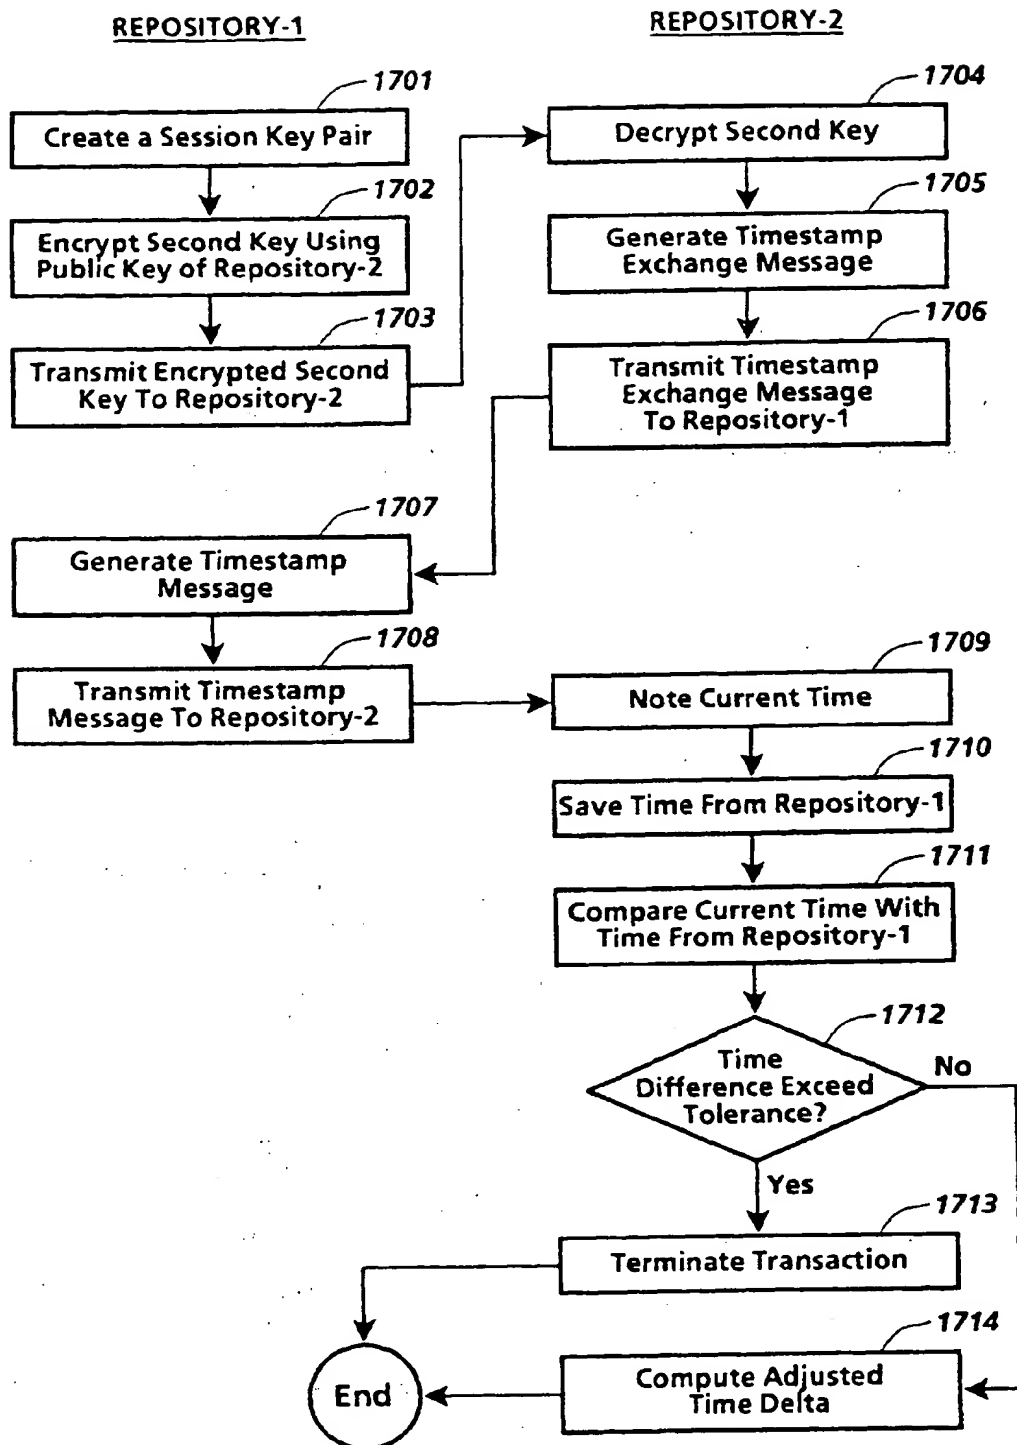 REPOSITORY-1
REPOSITORY-2
1701
Create a Session Key Pair
1702
Encrypt Second Key Using
Public Key of Repository-2
1703
Transmit Encrypted Second
Key To Repository-2
1704
Decrypt Second Key
1705
Generate Timestamp
Exchange Message
1706
Transmit Timestamp
Exchange Message
To Repository-1
1707
Generate Timestamp
Message
1708
Transmit Timestamp
Message To Repository-2
1709
Note Current Time
1710
Save Time From Repository-1
1711
Compare Current Time With
Time From Repository-1
1712
Time
Difference Exceed
Tolerance?
No
Yes
1713
Terminate Transaction
1714
Compute Adjusted
Time Delta
End